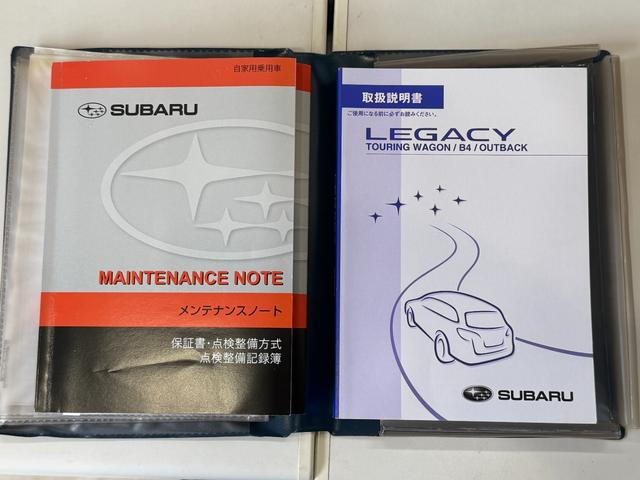 自家用乗用車
SUBARU
MAINTENANCE NOTE
メンテナンスノート
保証書・点検整備方式
点検整備記録簿
取扱説明書
ご使用になる前に必ずお読みください。
LEGACY
TOURING WAGON / B4 / OUTBACK
SUBARU